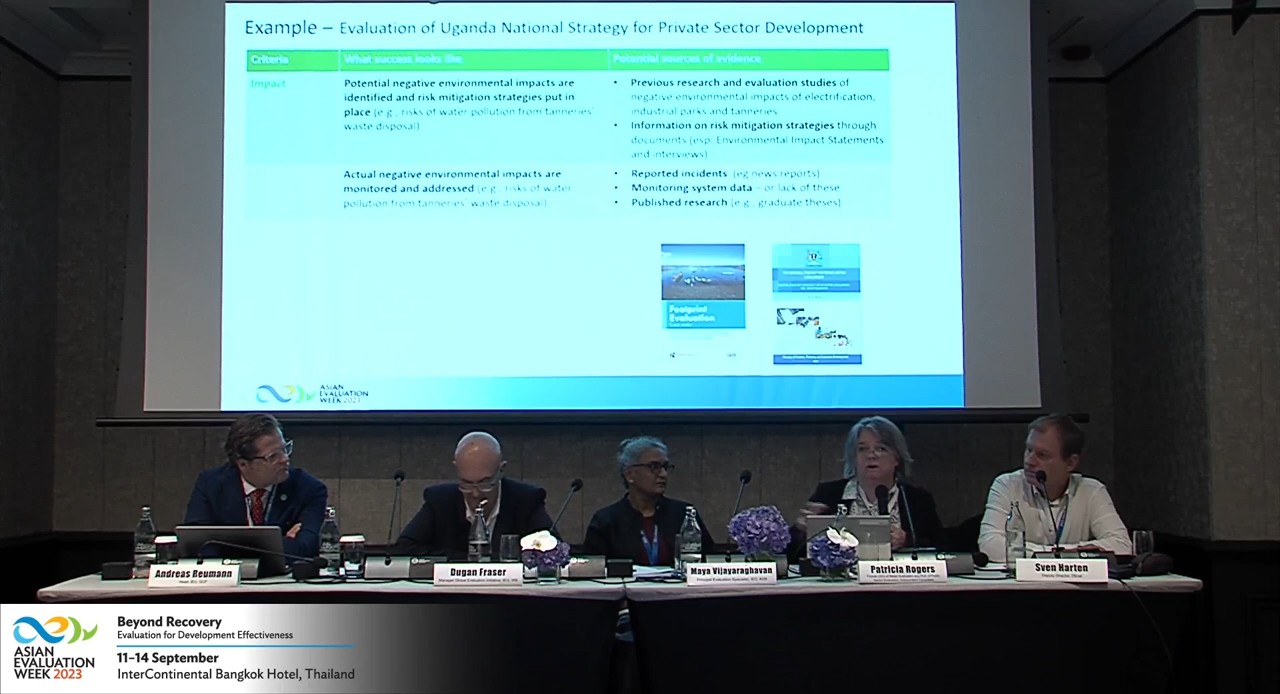 Example – Evaluation of Uganda National Strategy for Private Sector Development
Criteria
What success looks like
Potential sources of evidence
Impact
Potential negative environmental impacts are
identified and risk mitigation strategies put in
place (e.g., risks of water pollution from tanneries'
waste disposal)
• Previous research and evaluation studies of
negative environmental impacts of electrification,
industrial parks and tanneries
• Information on risk mitigation strategies through
documents (esp. Environmental Impact Statements
and interviews)
Actual negative environmental impacts are
monitored and addressed (e.g., risks of water
pollution from tanneries' waste disposal)
• Reported incidents (eg news reports)
• Monitoring system data – or lack of these
• Published research (e.g., graduate theses)
Footprint
Evaluation
ASIAN
EVALUATION
WEEK 2023
Andreas Reumann
Dugan Fraser
Maya Vijayaraghavan
Patricia Rogers
Sven Harten
ASIAN
EVALUATION
WEEK 2023
Beyond Recovery
Evaluation for Development Effectiveness
11–14 September
InterContinental Bangkok Hotel, Thailand